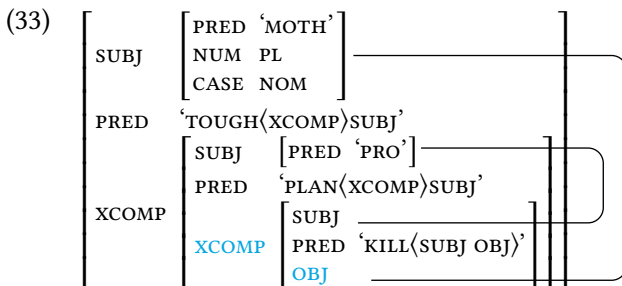 (33)
PRED ‘MOTH’
SUBJ NUM PL
CASE NOM
PRED ‘TOUGH⟨XCOMP⟩SUBJ’
SUBJ [PRED ‘PRO’]
PRED ‘PLAN⟨XCOMP⟩SUBJ’
XCOMP
SUBJ
XCOMP PRED ‘KILL⟨SUBJ OBJ⟩’
OBJ